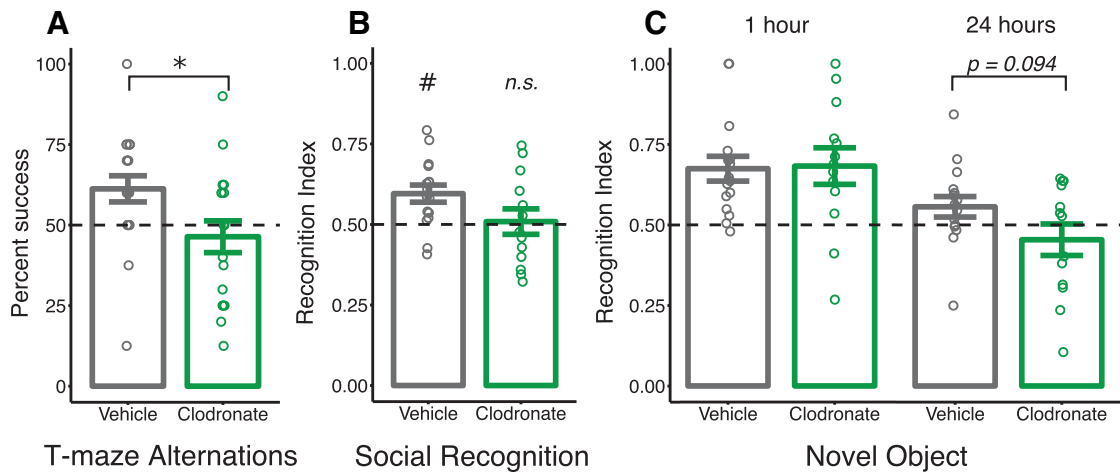 A
100
75
50
25
0
Percent success
*
Vehicle Clodronate
T-maze Alternations
B
1.00
0.75
0.50
0.25
0.00
Recognition Index
#
n.s.
Vehicle Clodronate
Social Recognition
C
1 hour
24 hours
1.00
0.75
0.50
0.25
0.00
Recognition Index
p = 0.094
Vehicle Clodronate Vehicle Clodronate
Novel Object